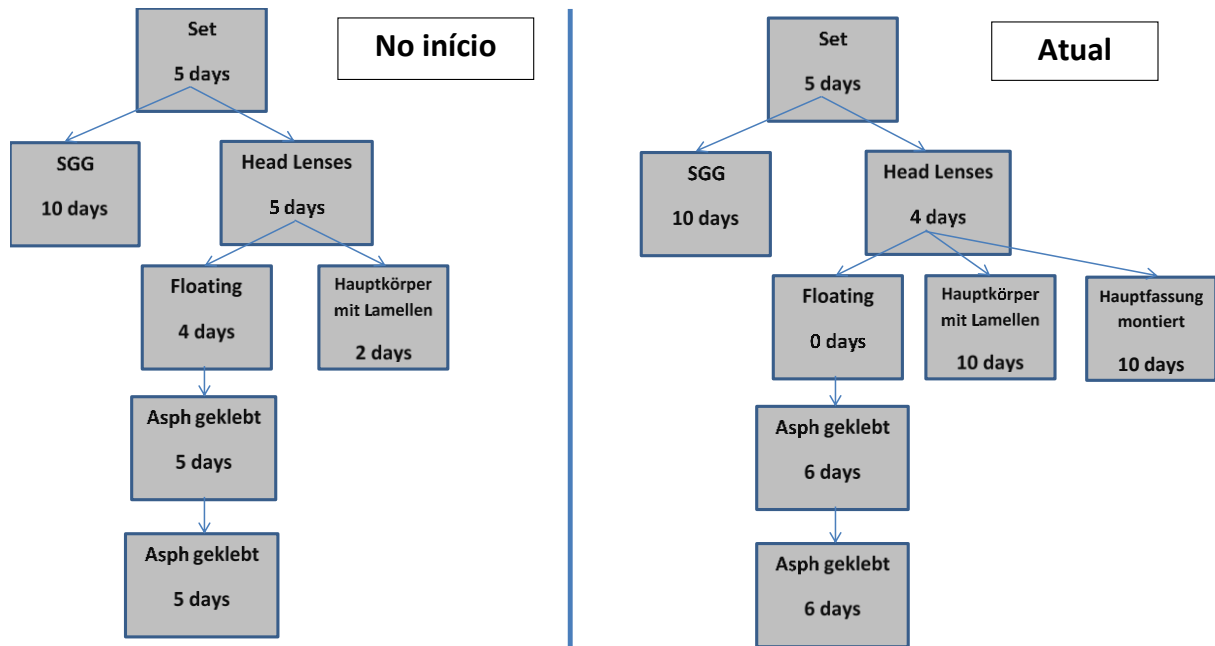 No início
Set
5 days
SGG
10 days
Head Lenses
5 days
Floating
4 days
Hauptkörper
mit Lamellen
2 days
Asph geklebt
5 days
Asph geklebt
5 days
Atual
Set
5 days
SGG
10 days
Head Lenses
4 days
Floating
0 days
Hauptkörper
mit Lamellen
10 days
Hauptfassung
montiert
10 days
Asph geklebt
6 days
Asph geklebt
6 days